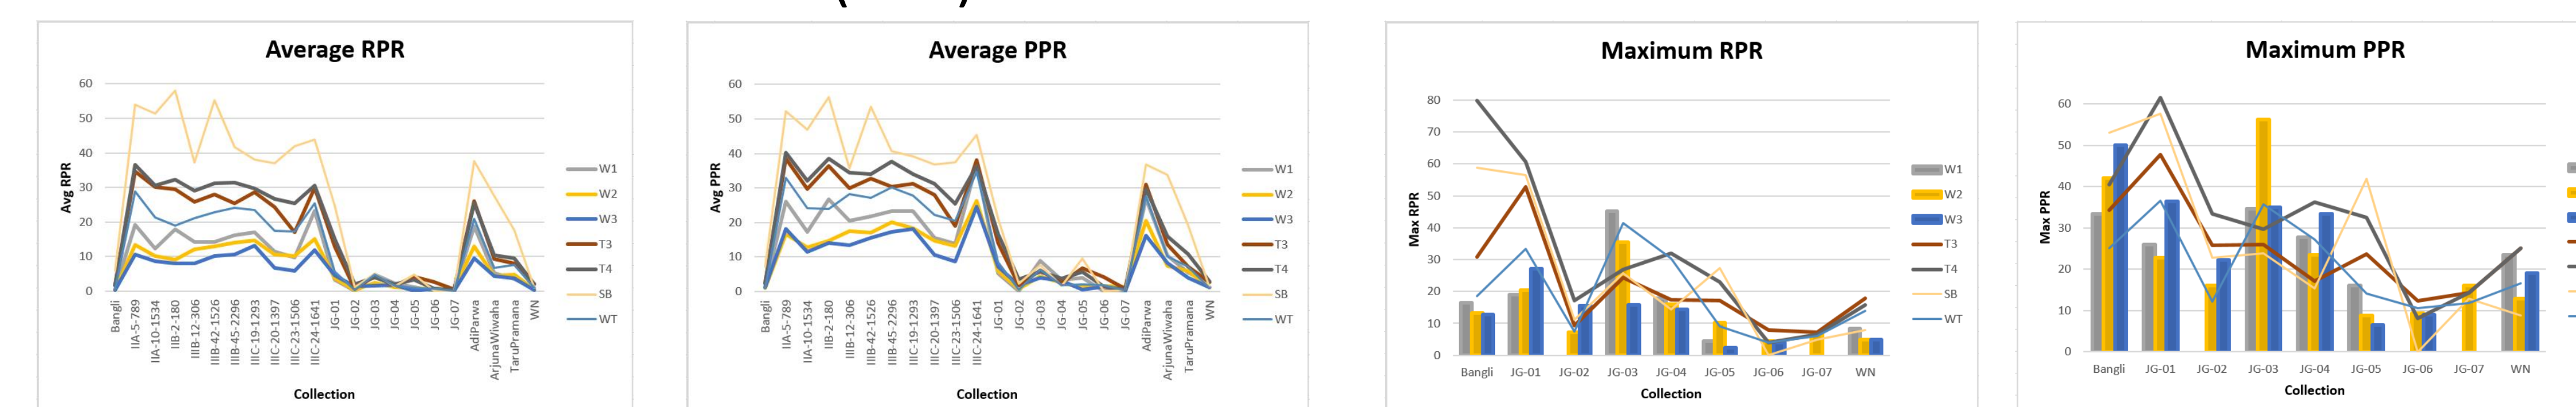 Average RPR
60
50
40
30
20
10
0
Avg RPR
Bangli
IIA-5-789
IIA-10-1534
IIB-2-180
IIIB-12-306
IIIB-42-1526
IIIB-45-2296
IIIC-19-1293
IIIC-20-1397
IIIC-23-1506
IIIC-24-1641
JG-01
JG-02
JG-03
JG-04
JG-05
JG-06
JG-07
AdiParwa
ArjunaWiwaha
TaruPramana
WN
Collection
W1
W2
W3
T3
T4
SB
WT
Average PPR
60
50
40
30
20
10
0
Avg PPR
Bangli
IIA-5-789
IIA-10-1534
IIB-2-180
IIIB-12-306
IIIB-42-1526
IIIB-45-2296
IIIC-19-1293
IIIC-20-1397
IIIC-23-1506
IIIC-24-1641
JG-01
JG-02
JG-03
JG-04
JG-05
JG-06
JG-07
AdiParwa
ArjunaWiwaha
TaruPramana
WN
Collection
W1
W2
W3
T3
T4
SB
WT
Maximum RPR
80
70
60
50
40
30
20
10
0
Max RPR
Bangli JG-01 JG-02 JG-03 JG-04 JG-05 JG-06 JG-07 WN
Collection
W1
W2
W3
T3
T4
SB
WT
Maximum PPR
60
50
40
30
20
10
0
Max PPR
Bangli JG-01 JG-02 JG-03 JG-04 JG-05 JG-06 JG-07 WN
Collection